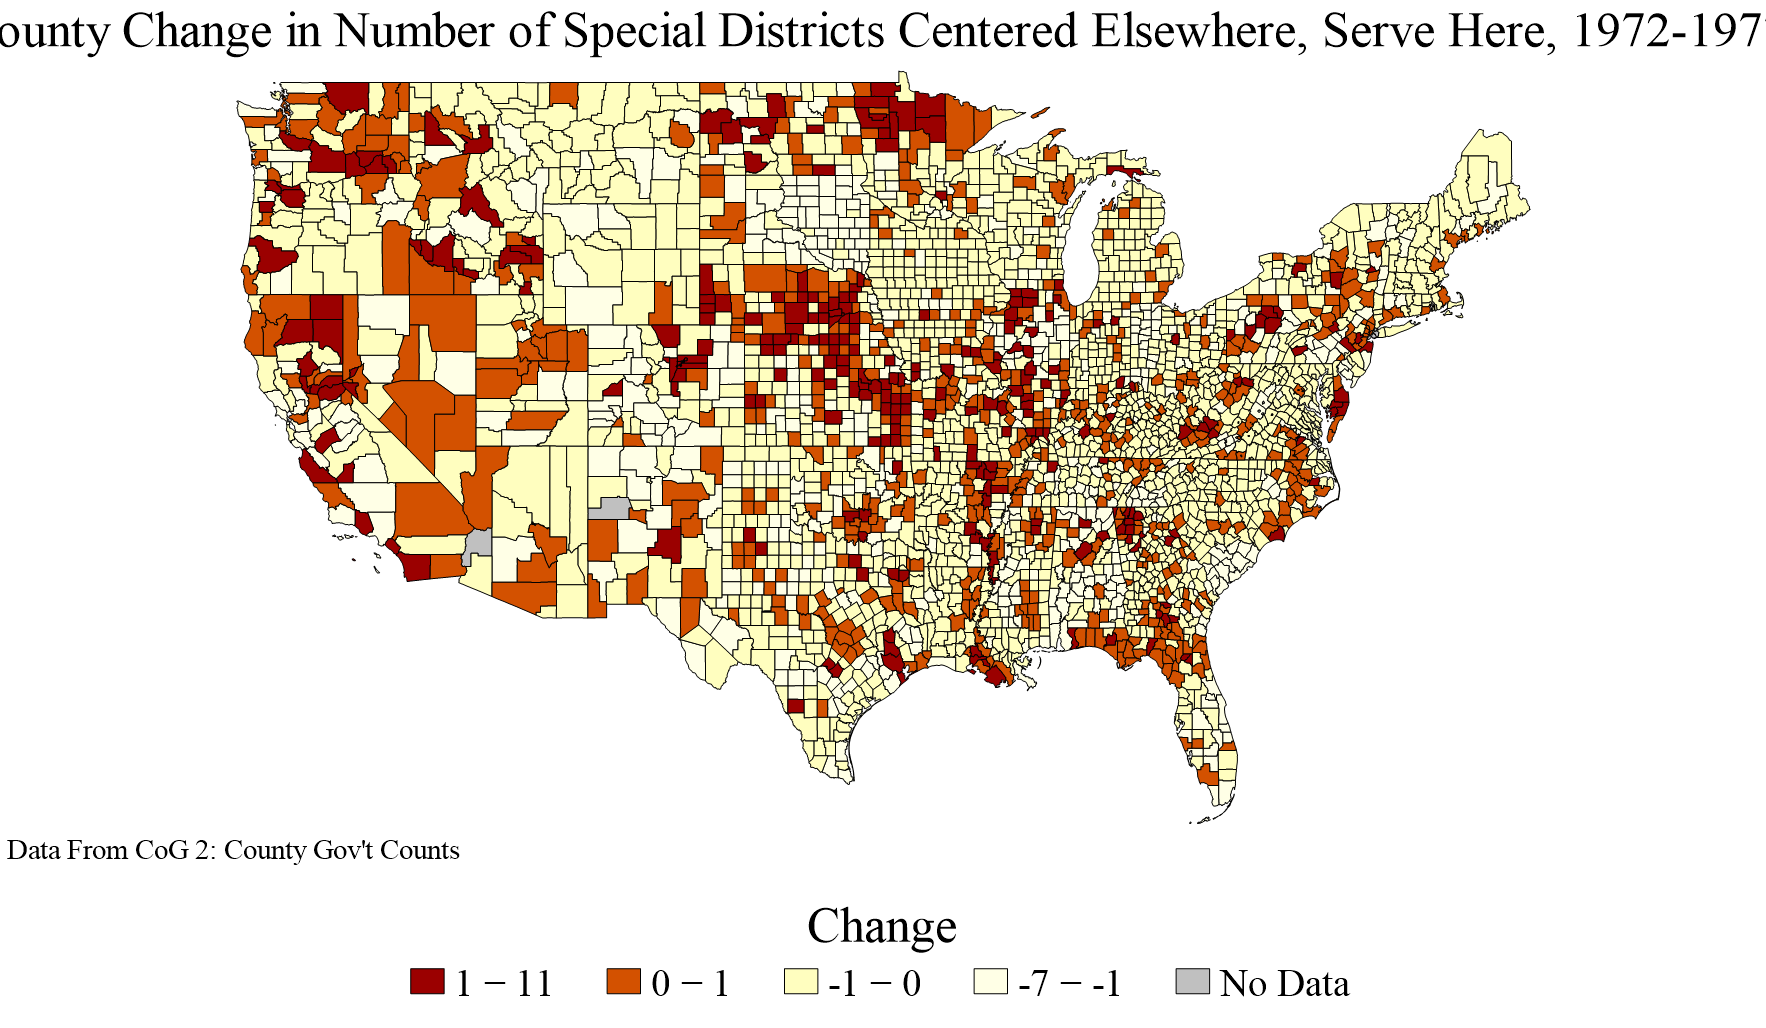 ounty Change in Number of Special Districts Centered Elsewhere, Serve Here, 1972-197
Data From CoG 2: County Gov't Counts
Change
1 − 11
0 − 1
-1 − 0
-7 − -1
No Data